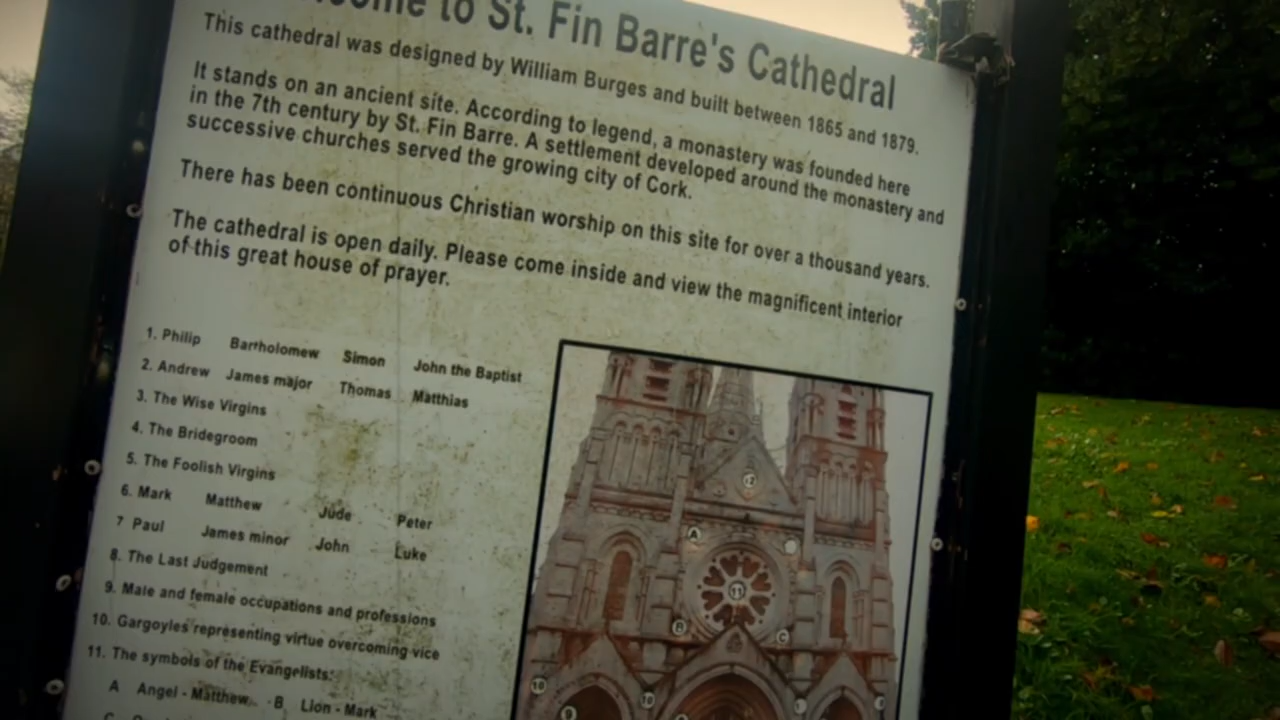 to St. Fin Barre's Cathedral
This cathedral was designed by William Burges and built between 1865 and 1879.
It stands on an ancient site. According to legend, a monastery was founded here
in the 7th century by St. Fin Barre. A settlement developed around the monastery and
successive churches served the growing city of Cork.
There has been continuous Christian worship on this site for over a thousand years.
The cathedral is open daily. Please come inside and view the magnificent interior
of this great house of prayer.
1. Philip Bartholomew Simon John the Baptist
2. Andrew James major Thomas Matthias
3. The Wise Virgins
4. The Bridegroom
5. The Foolish Virgins
6. Mark Matthew Jude Peter
7 Paul James minor John Luke
8. The Last Judgement
9. Male and female occupations and professions
10. Gargoyles representing virtue overcoming vice
11. The symbols of the Evangelists:
A Angel - Matthew - B Lion - Mark
12
A
11
B C
10 10
9